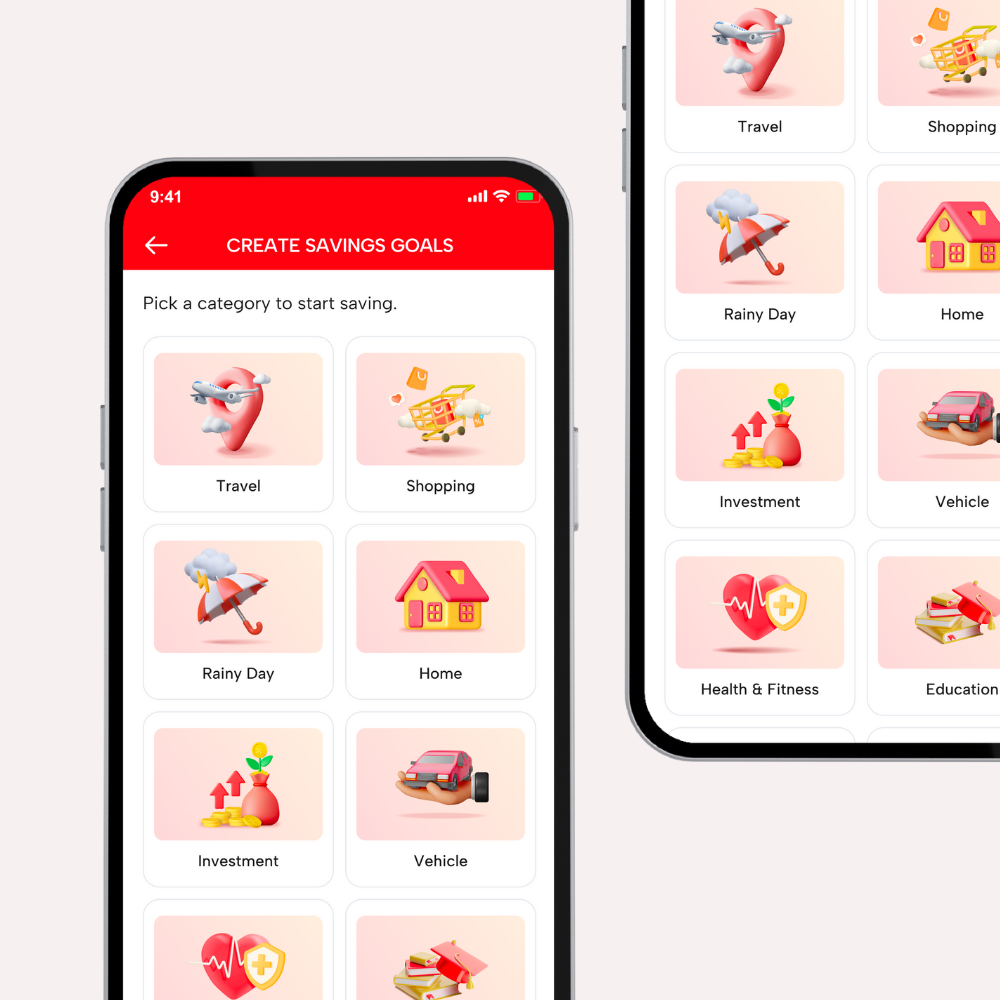 9:41
CREATE SAVINGS GOALS
Pick a category to start saving.
Travel
Shopping
Rainy Day
Home
Investment
Vehicle
Travel
Shopping
Rainy Day
Home
Investment
Vehicle
Health & Fitness
Education